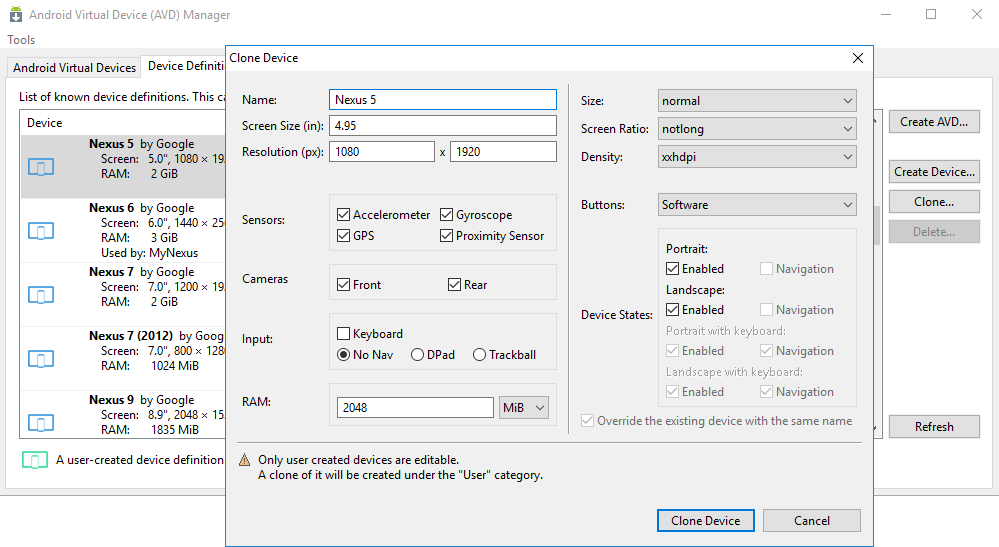 Android Virtual Device (AVD) Manager
Tools
Android Virtual Devices
Device Definiti
List of known device definitions. This ca
Device
Nexus 5 by Google
Screen: 5.0", 1080 × 19
RAM: 2 GiB
Nexus 6 by Google
Screen: 6.0", 1440 × 256
RAM: 3 GiB
Used by: MyNexus
Nexus 7 by Google
Screen: 7.0", 1200 × 19
RAM: 2 GiB
Nexus 7 (2012) by Goog
Screen: 7.0", 800 × 1280
RAM: 1024 MiB
Nexus 9 by Google
Screen: 8.9", 2048 × 15
RAM: 1835 MiB
A user-created device definition
Create AVD...
Create Device...
Clone...
Delete...
Refresh
Clone Device
Name: Nexus 5
Screen Size (in): 4.95
Resolution (px): 1080 x 1920
Sensors:
Accelerometer Gyroscope
GPS Proximity Sensor
Cameras
Front Rear
Input:
Keyboard
No Nav DPad Trackball
RAM: 2048 MiB
Size: normal
Screen Ratio: notlong
Density: xxhdpi
Buttons: Software
Device States:
Portrait:
Enabled Navigation
Landscape:
Enabled Navigation
Portrait with keyboard:
Enabled Navigation
Landscape with keyboard:
Enabled Navigation
Override the existing device with the same name
Only user created devices are editable.
A clone of it will be created under the "User" category.
Clone Device
Cancel